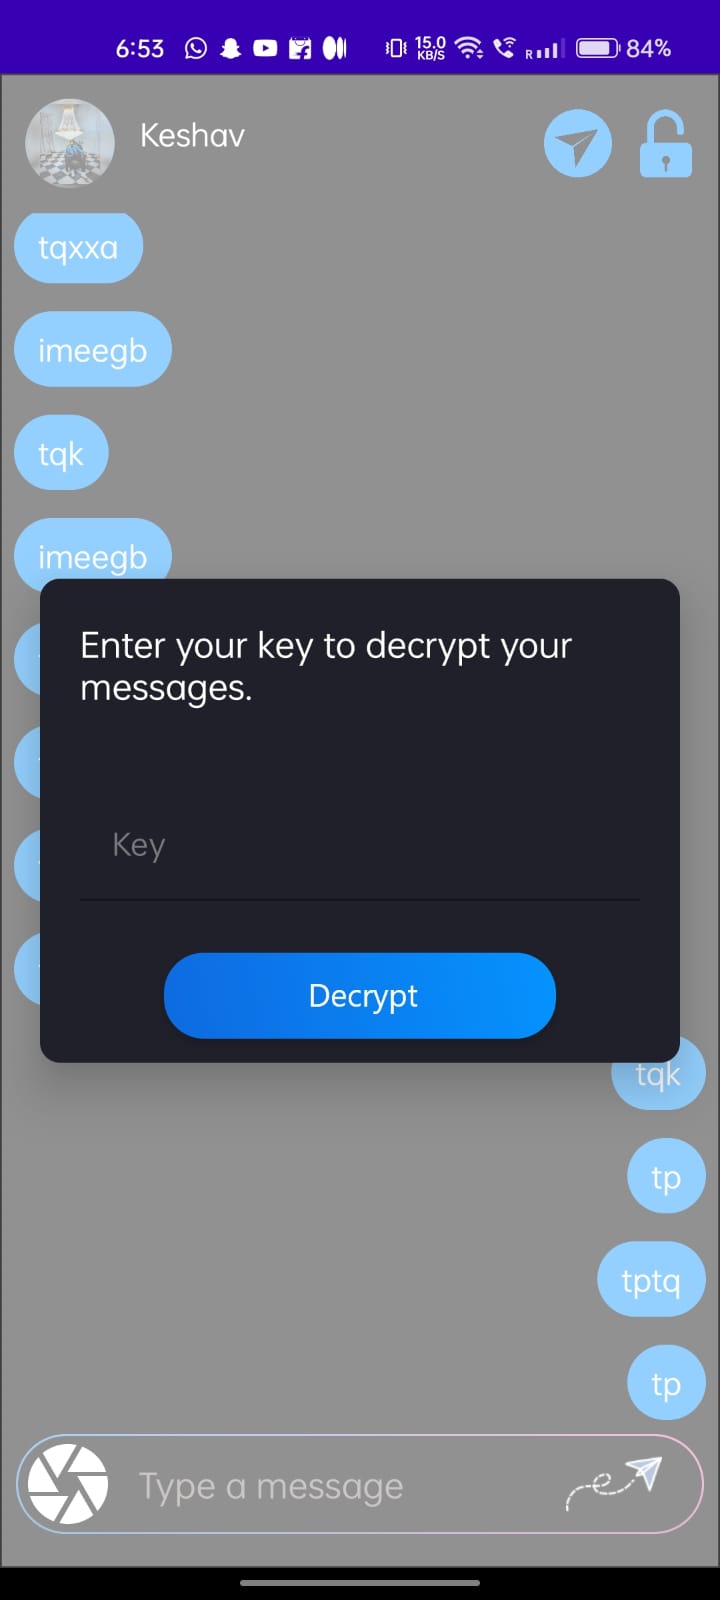 6:53 15.0 KB/S R 84%
Keshav
tqxxa
imeegb
tqk
imeegb
Enter your key to decrypt your
messages.
Key
Decrypt
tqk
tp
tptq
tp
Type a message